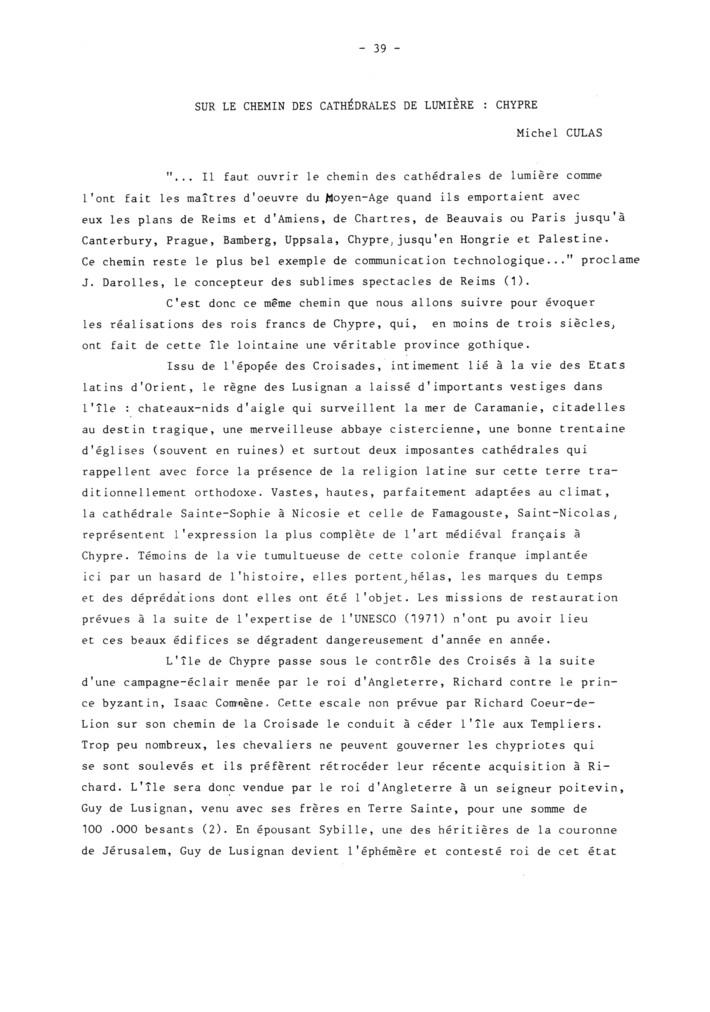 - 39 -
SUR LE CHEMIN DES CATHÉDRALES DE LUMIÈRE : CHYPRE
Michel CULAS
"... Il faut ouvrir le chemin des cathédrales de lumière comme
l'ont fait les maîtres d'oeuvre du Moyen-Age quand ils emportaient avec
eux les plans de Reims et d'Amiens, de Chartres, de Beauvais ou Paris jusqu'à
Canterbury, Prague, Bamberg, Uppsala, Chypre, jusqu'en Hongrie et Palestine.
Ce chemin reste le plus bel exemple de communication technologique..." proclame
J. Darolles, le concepteur des sublimes spectacles de Reims (1).
C'est donc ce même chemin que nous allons suivre pour évoquer
les réalisations des rois francs de Chypre, qui, en moins de trois siècles,
ont fait de cette île lointaine une véritable province gothique.
Issu de l'épopée des Croisades, intimement lié à la vie des Etats
latins d'Orient, le règne des Lusignan a laissé d'importants vestiges dans
l'île : chateaux-nids d'aigle qui surveillent la mer de Caramanie, citadelles
au destin tragique, une merveilleuse abbaye cistercienne, une bonne trentaine
d'églises (souvent en ruines) et surtout deux imposantes cathédrales qui
rappellent avec force la présence de la religion latine sur cette terre tra-
ditionnellement orthodoxe. Vastes, hautes, parfaitement adaptées au climat,
la cathédrale Sainte-Sophie à Nicosie et celle de Famagouste, Saint-Nicolas,
représentent l'expression la plus complète de l'art médiéval français à
Chypre. Témoins de la vie tumultueuse de cette colonie franque implantée
ici par un hasard de l'histoire, elles portent, hélas, les marques du temps
et des déprédations dont elles ont été l'objet. Les missions de restauration
prévues à la suite de l'expertise de l'UNESCO (1971) n'ont pu avoir lieu
et ces beaux édifices se dégradent dangereusement d'année en année.
L'île de Chypre passe sous le contrôle des Croisés à la suite
d'une campagne-éclair menée par le roi d'Angleterre, Richard contre le prin-
ce byzantin, Isaac Comnène. Cette escale non prévue par Richard Coeur-de-
Lion sur son chemin de la Croisade le conduit à céder l'île aux Templiers.
Trop peu nombreux, les chevaliers ne peuvent gouverner les chypriotes qui
se sont soulevés et ils préfèrent rétrocéder leur récente acquisition à Ri-
chard. L'île sera donc vendue par le roi d'Angleterre à un seigneur poitevin,
Guy de Lusignan, venu avec ses frères en Terre Sainte, pour une somme de
100 .000 besants (2). En épousant Sybille, une des héritières de la couronne
de Jérusalem, Guy de Lusignan devient l'éphémère et contesté roi de cet état